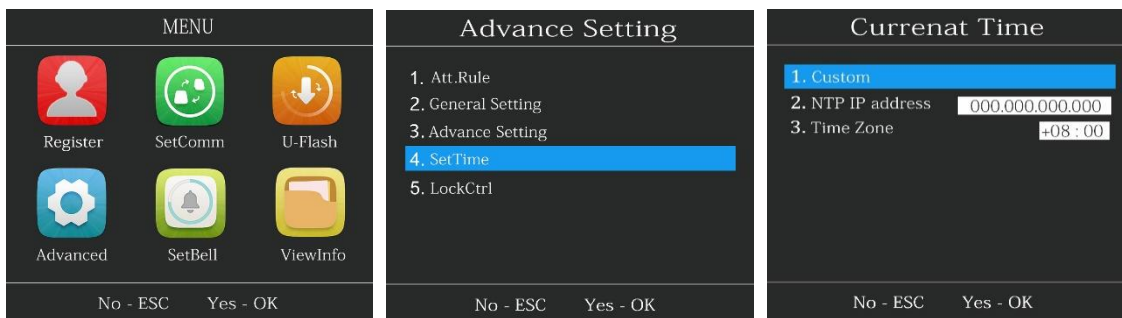 MENU
Register SetComm U-Flash
Advanced SetBell ViewInfo
No - ESC Yes - OK
Advance Setting
1. Att.Rule
2. General Setting
3. Advance Setting
4. SetTime
5. LockCtrl
No - ESC Yes - OK
Currenat Time
1. Custom
2. NTP IP address 000.000.000.000
3. Time Zone +08 : 00
No - ESC Yes - OK